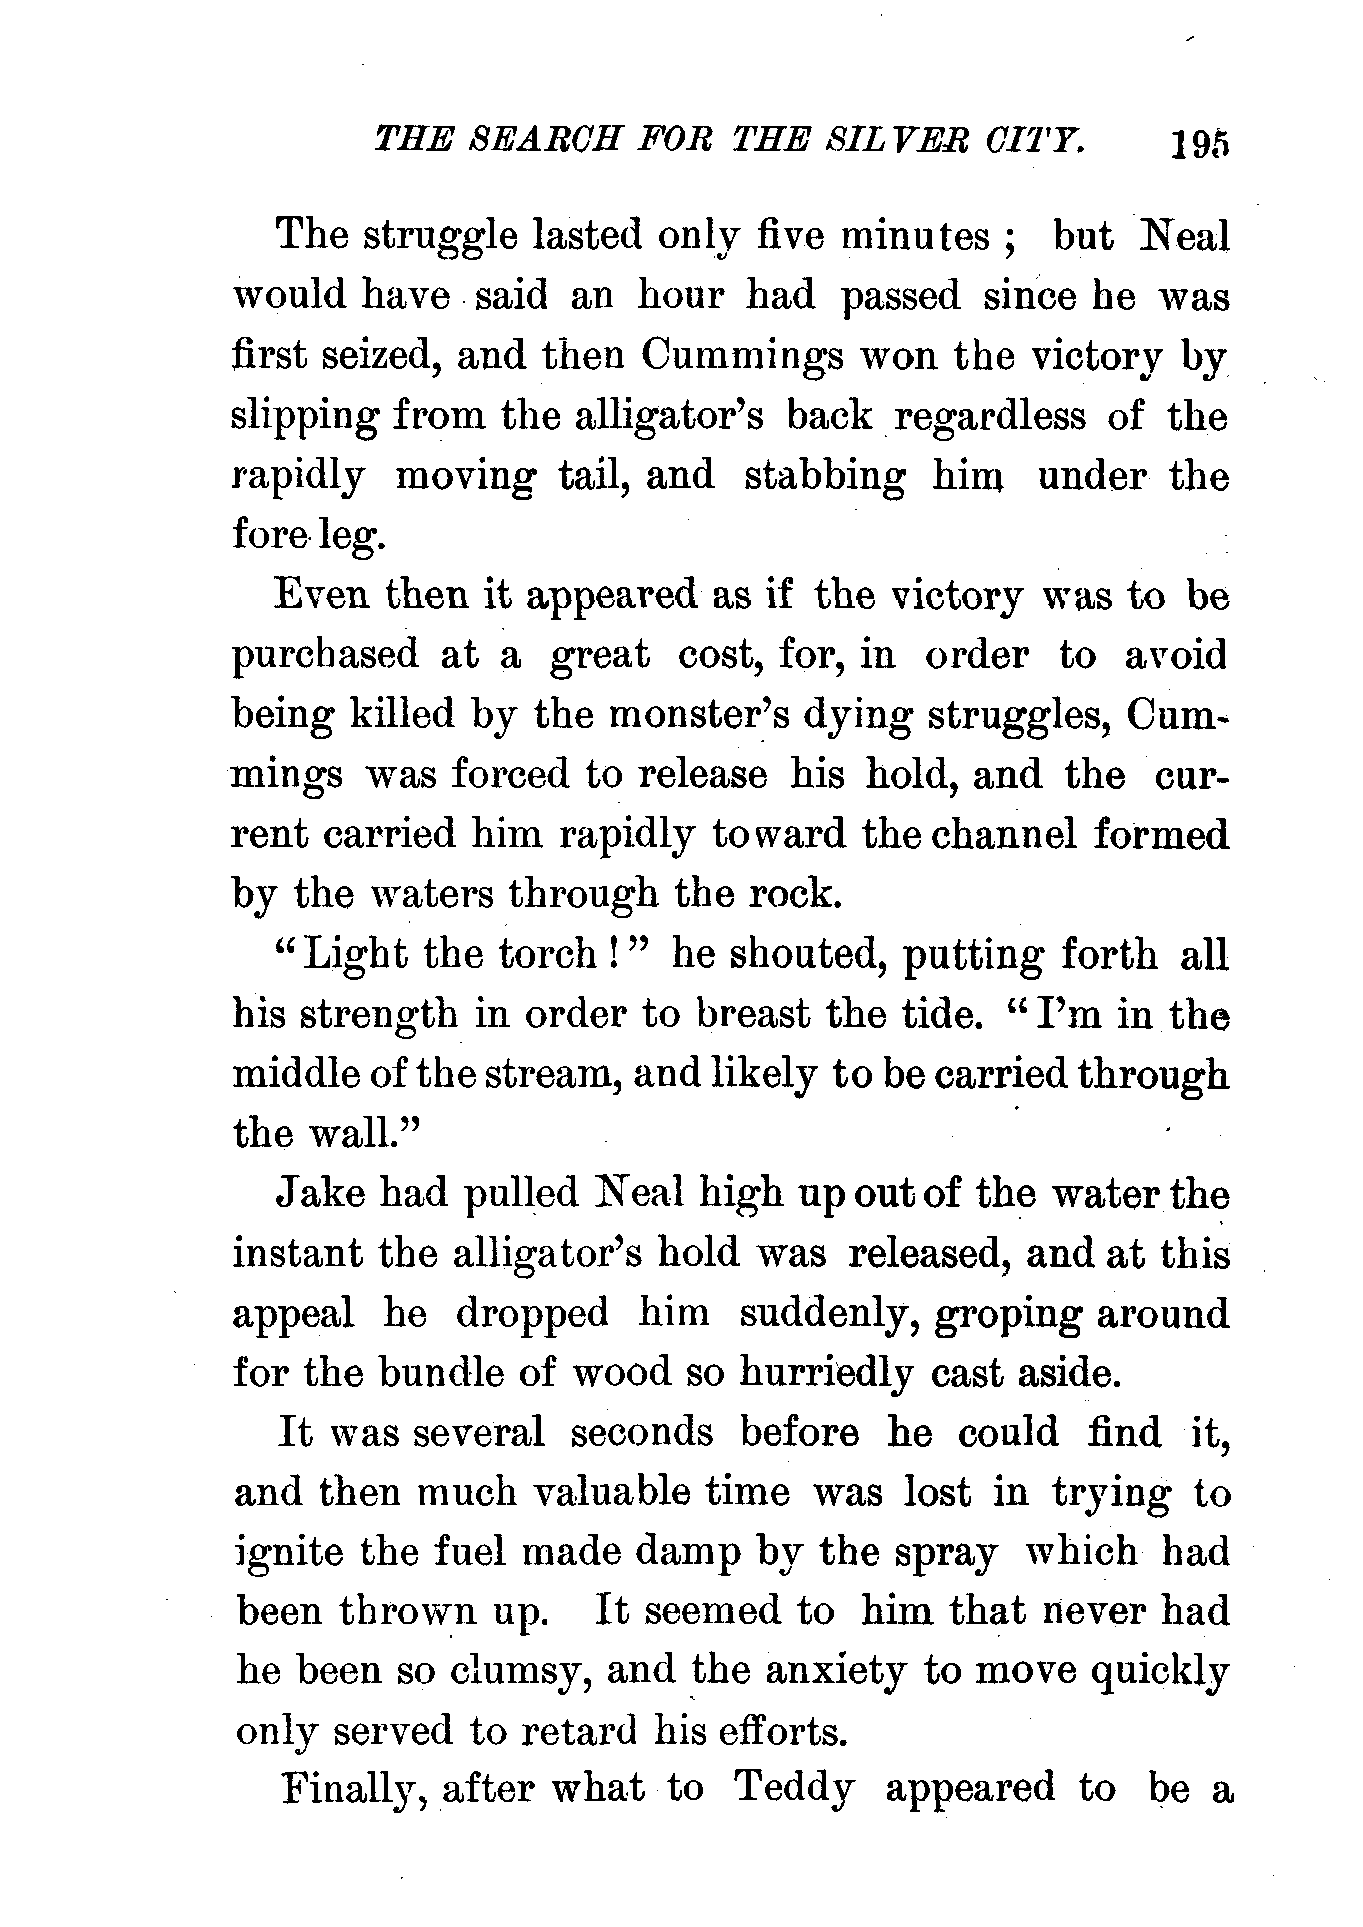 THE SEARCH FOR THE SILVER CITY. 195
The struggle lasted only five minutes ; but Neal
would have said an hour had passed since he was
first seized, and then Cummings won the victory by
slipping from the alligator’s back regardless of the
rapidly moving tail, and stabbing him under the
fore leg.
Even then it appeared as if the victory was to be
purchased at a great cost, for, in order to avoid
being killed by the monster’s dying struggles, Cum-
mings was forced to release his hold, and the cur-
rent carried him rapidly toward the channel formed
by the waters through the rock.
“Light the torch !” he shouted, putting forth all
his strength in order to breast the tide. “I’m in the
middle of the stream, and likely to be carried through
the wall.”
Jake had pulled Neal high up out of the water the
instant the alligator’s hold was released, and at this
appeal he dropped him suddenly, groping around
for the bundle of wood so hurriedly cast aside.
It was several seconds before he could find it,
and then much valuable time was lost in trying to
ignite the fuel made damp by the spray which had
been thrown up. It seemed to him that never had
he been so clumsy, and the anxiety to move quickly
only served to retard his efforts.
Finally, after what to Teddy appeared to be a